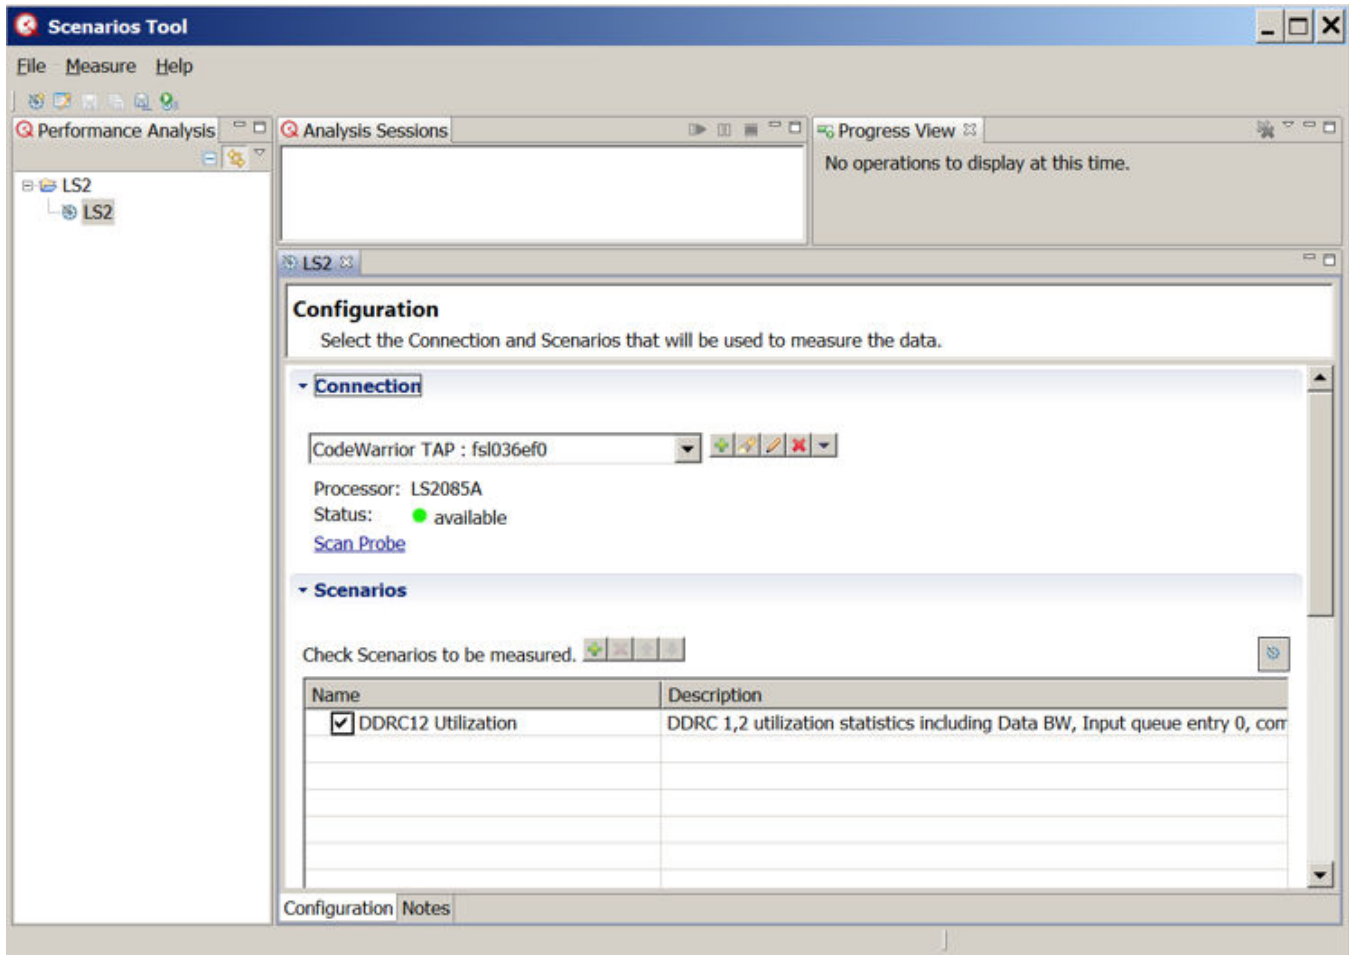 Scenarios Tool
File Measure Help
Performance Analysis
LS2
LS2
Analysis Sessions
Progress View
No operations to display at this time.
LS2
Configuration
Select the Connection and Scenarios that will be used to measure the data.
Connection
CodeWarrior TAP : fsl036ef0
Processor: LS2085A
Status: available
Scan Probe
Scenarios
Check Scenarios to be measured.
Name Description
DDRC12 Utilization DDRC 1,2 utilization statistics including Data BW, Input queue entry 0, com
Configuration Notes